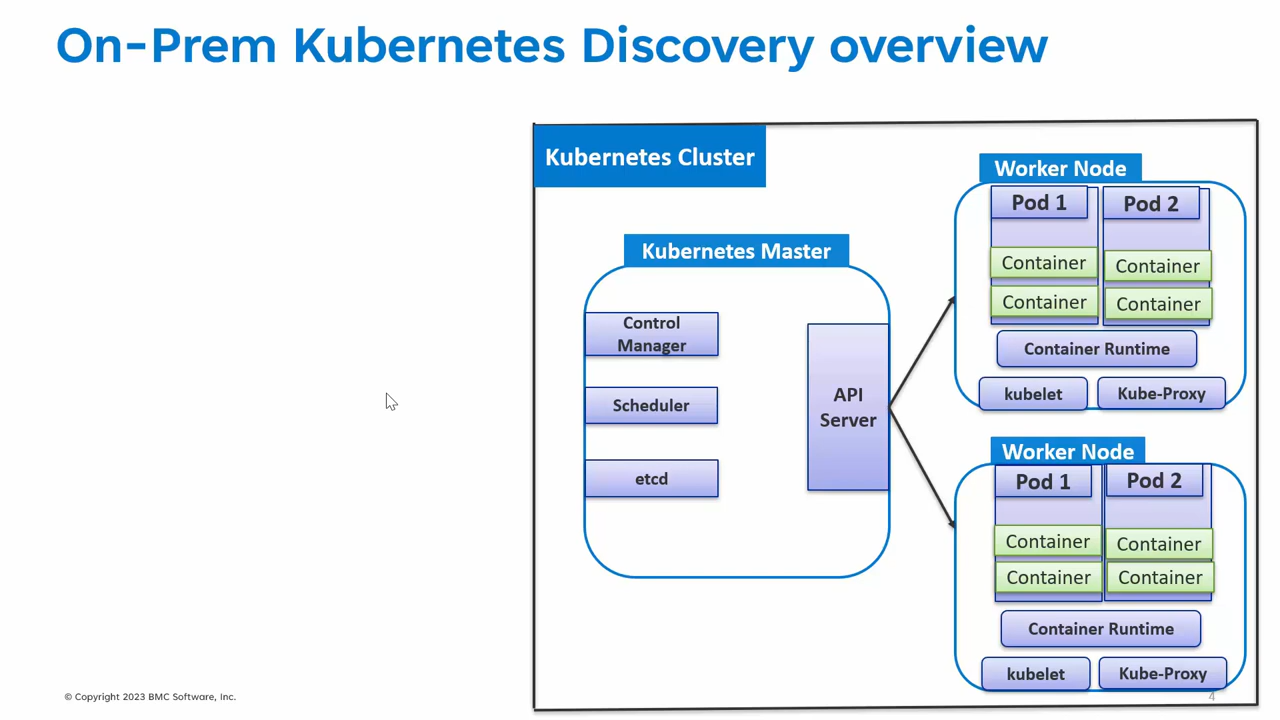 On-Prem Kubernetes Discovery overview
Kubernetes Cluster
Kubernetes Master
Control
Manager
Scheduler
etcd
API
Server
Worker Node
Pod 1
Pod 2
Container
Container
Container
Container
Container Runtime
kubelet
Kube-Proxy
Worker Node
Pod 1
Pod 2
Container
Container
Container
Container
Container Runtime
kubelet
Kube-Proxy
© Copyright 2023 BMC Software, Inc.
4